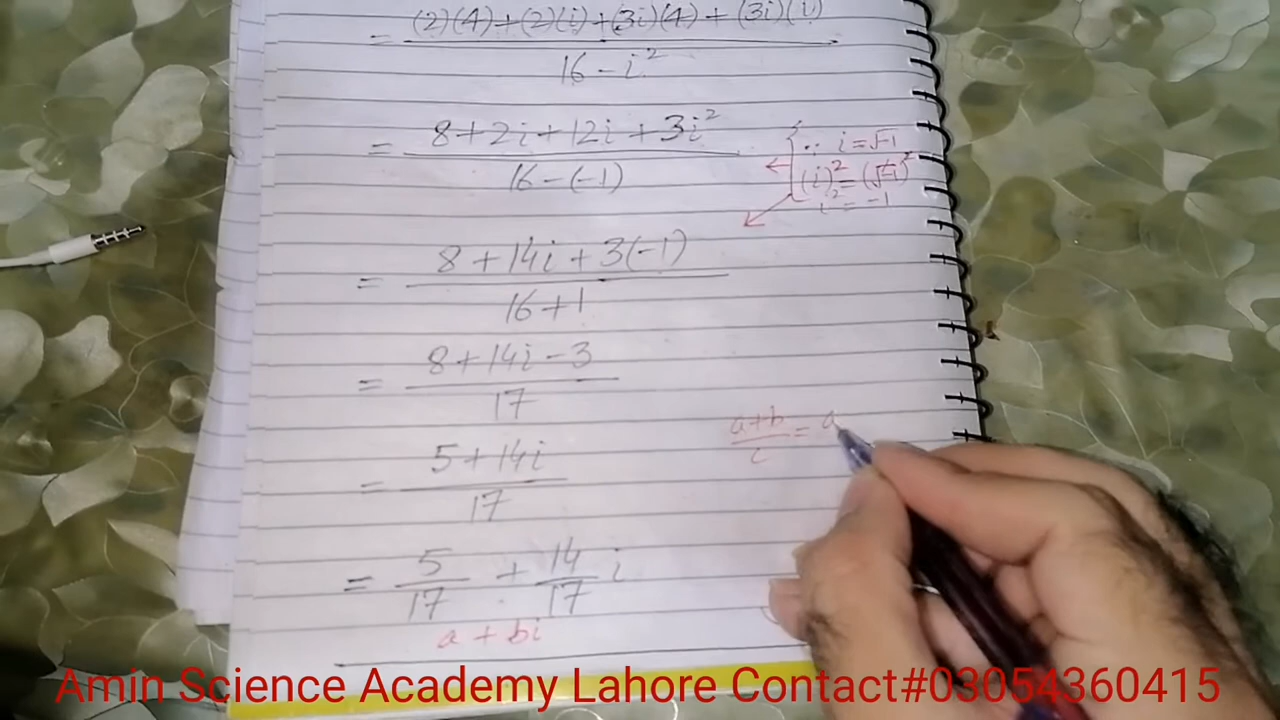 = (2)(4)+(2)(i)+(3i)(4)+(3i)(i) / 16-i²
= 8+2i+12i+3i² / 16-(-1)
∵ i=√-1
(i)²=(√-1)²
i²=-1
= 8+14i+3(-1) / 16+1
= 8+14i-3 / 17
= 5+14i / 17
a+b / c = a
= 5/17 + 14/17 i
a + bi
Amin Science Academy Lahore Contact#03054360415